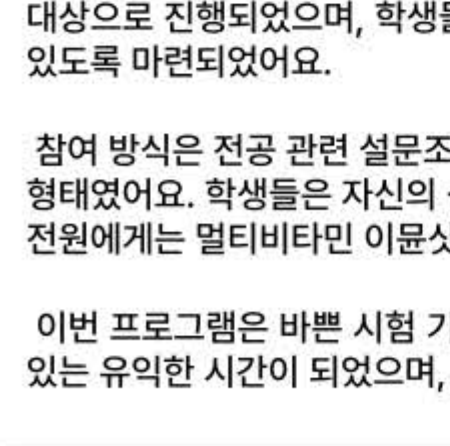 대상으로 진행되었으며, 학생
있도록 마련되었어요.
참여 방식은 전공 관련 설문조
형태였어요. 학생들은 자신의
전원에게는 멀티비타민 이뮨샷
이번 프로그램은 바쁜 시험 기
있는 유익한 시간이 되었으며,